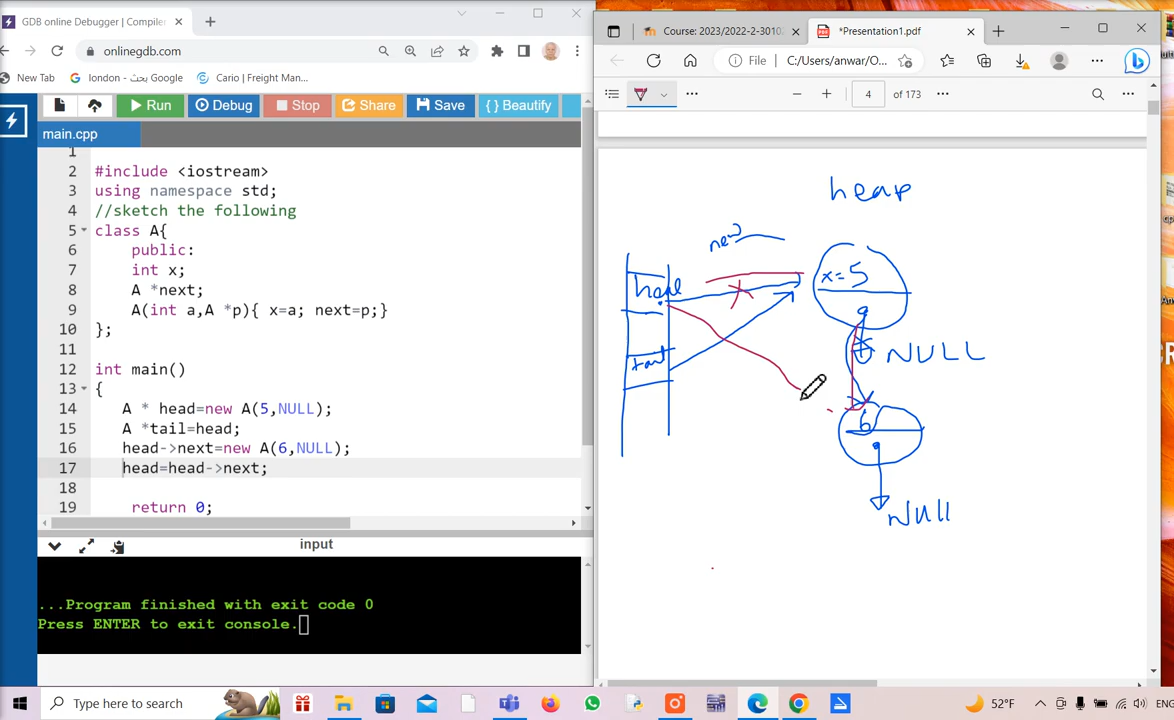 GDB online Debugger | Compiler
onlinegdb.com
New Tab
london - بحث Google
Cario | Freight Man...
Run
Debug
Stop
Share
Save
{ } Beautify
main.cpp
1
2 #include <iostream>
3 using namespace std;
4 //sketch the following
5 class A{
6 public:
7 int x;
8 A *next;
9 A(int a,A *p){ x=a; next=p;}
10 };
11
12 int main()
13 {
14 A * head=new A(5,NULL);
15 A *tail=head;
16 head->next=new A(6,NULL);
17 head=head->next;
18
19 return 0;
input
...Program finished with exit code 0
Press ENTER to exit console.
Course: 2023/2022-2-3010
*Presentation1.pdf
File
C:/Users/anwar/O...
4 of 173
heap
new
head
x=5
tail
NULL
6
NULL
Type here to search
52°F
ENG